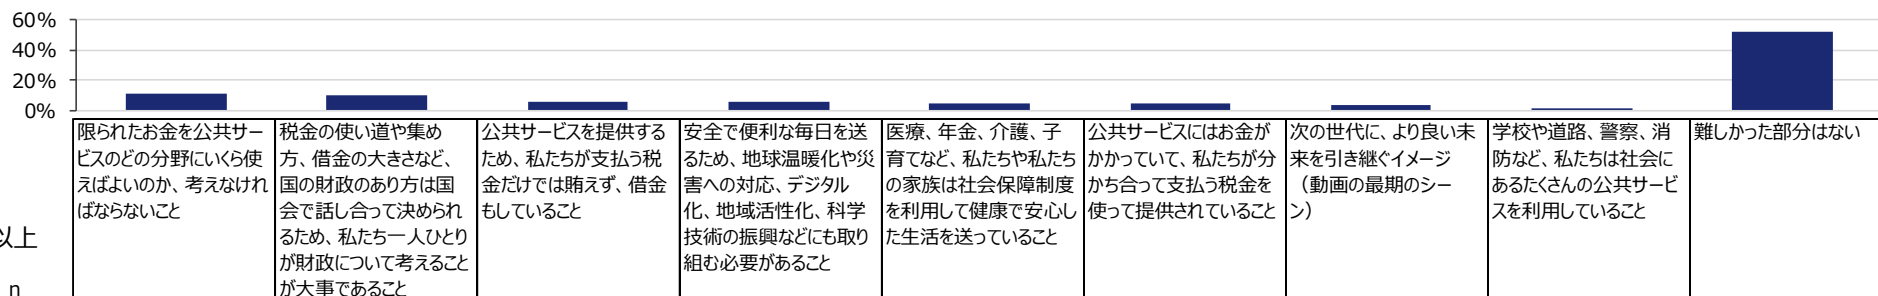 60%
40%
20%
0%
限られたお金を公共サー
ビスのどの分野にいくら使
えばよいのか、考えなけれ
ばならないこと
税金の使い道や集め
方、借金の大きさなど、
国の財政のあり方は国
会で話し合って決められ
るため、私たち一人ひとり
が財政について考えること
が大事であること
公共サービスを提供する
ため、私たちが支払う税
金だけでは賄えず、借金
もしていること
安全で便利な毎日を送
るため、地球温暖化や災
害への対応、デジタル
化、地域活性化、科学
技術の振興などにも取り
組む必要があること
医療、年金、介護、子
育てなど、私たちや私たち
の家族は社会保障制度
を利用して健康で安心し
た生活を送っていること
公共サービスにはお金が
かかっていて、私たちが分
かち合って支払う税金を
使って提供されていること
次の世代に、より良い未
来を引き継ぐイメージ
（動画の最期のシー
ン）
学校や道路、警察、消
防など、私たちは社会に
あるたくさんの公共サービ
スを利用していること
難しかった部分はない
以上
n